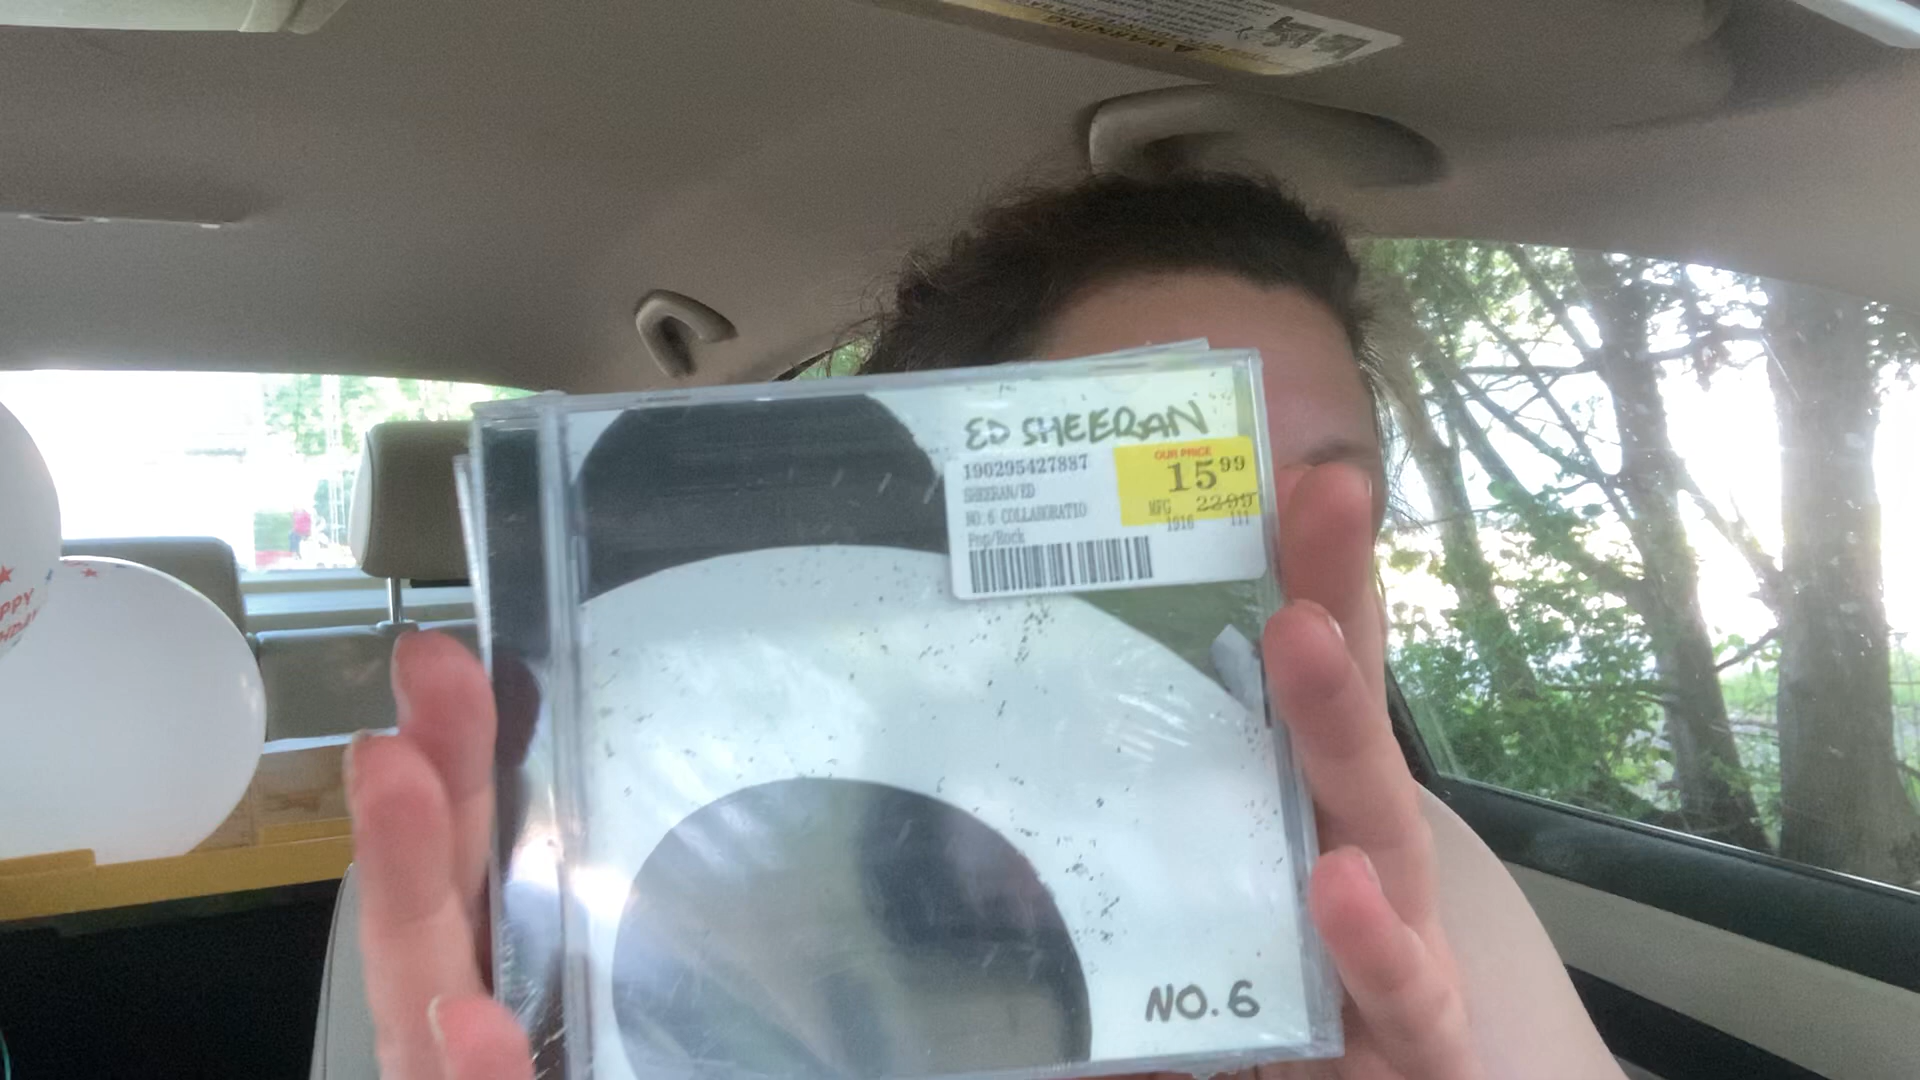 WARNING
ED SHEERAN
190295427887
OUR PRICE
15 99
SHEERAN/ED
NO.6 COLLABORATIO
MFG 22.99
1916 111
Pop/Rock
NO.6